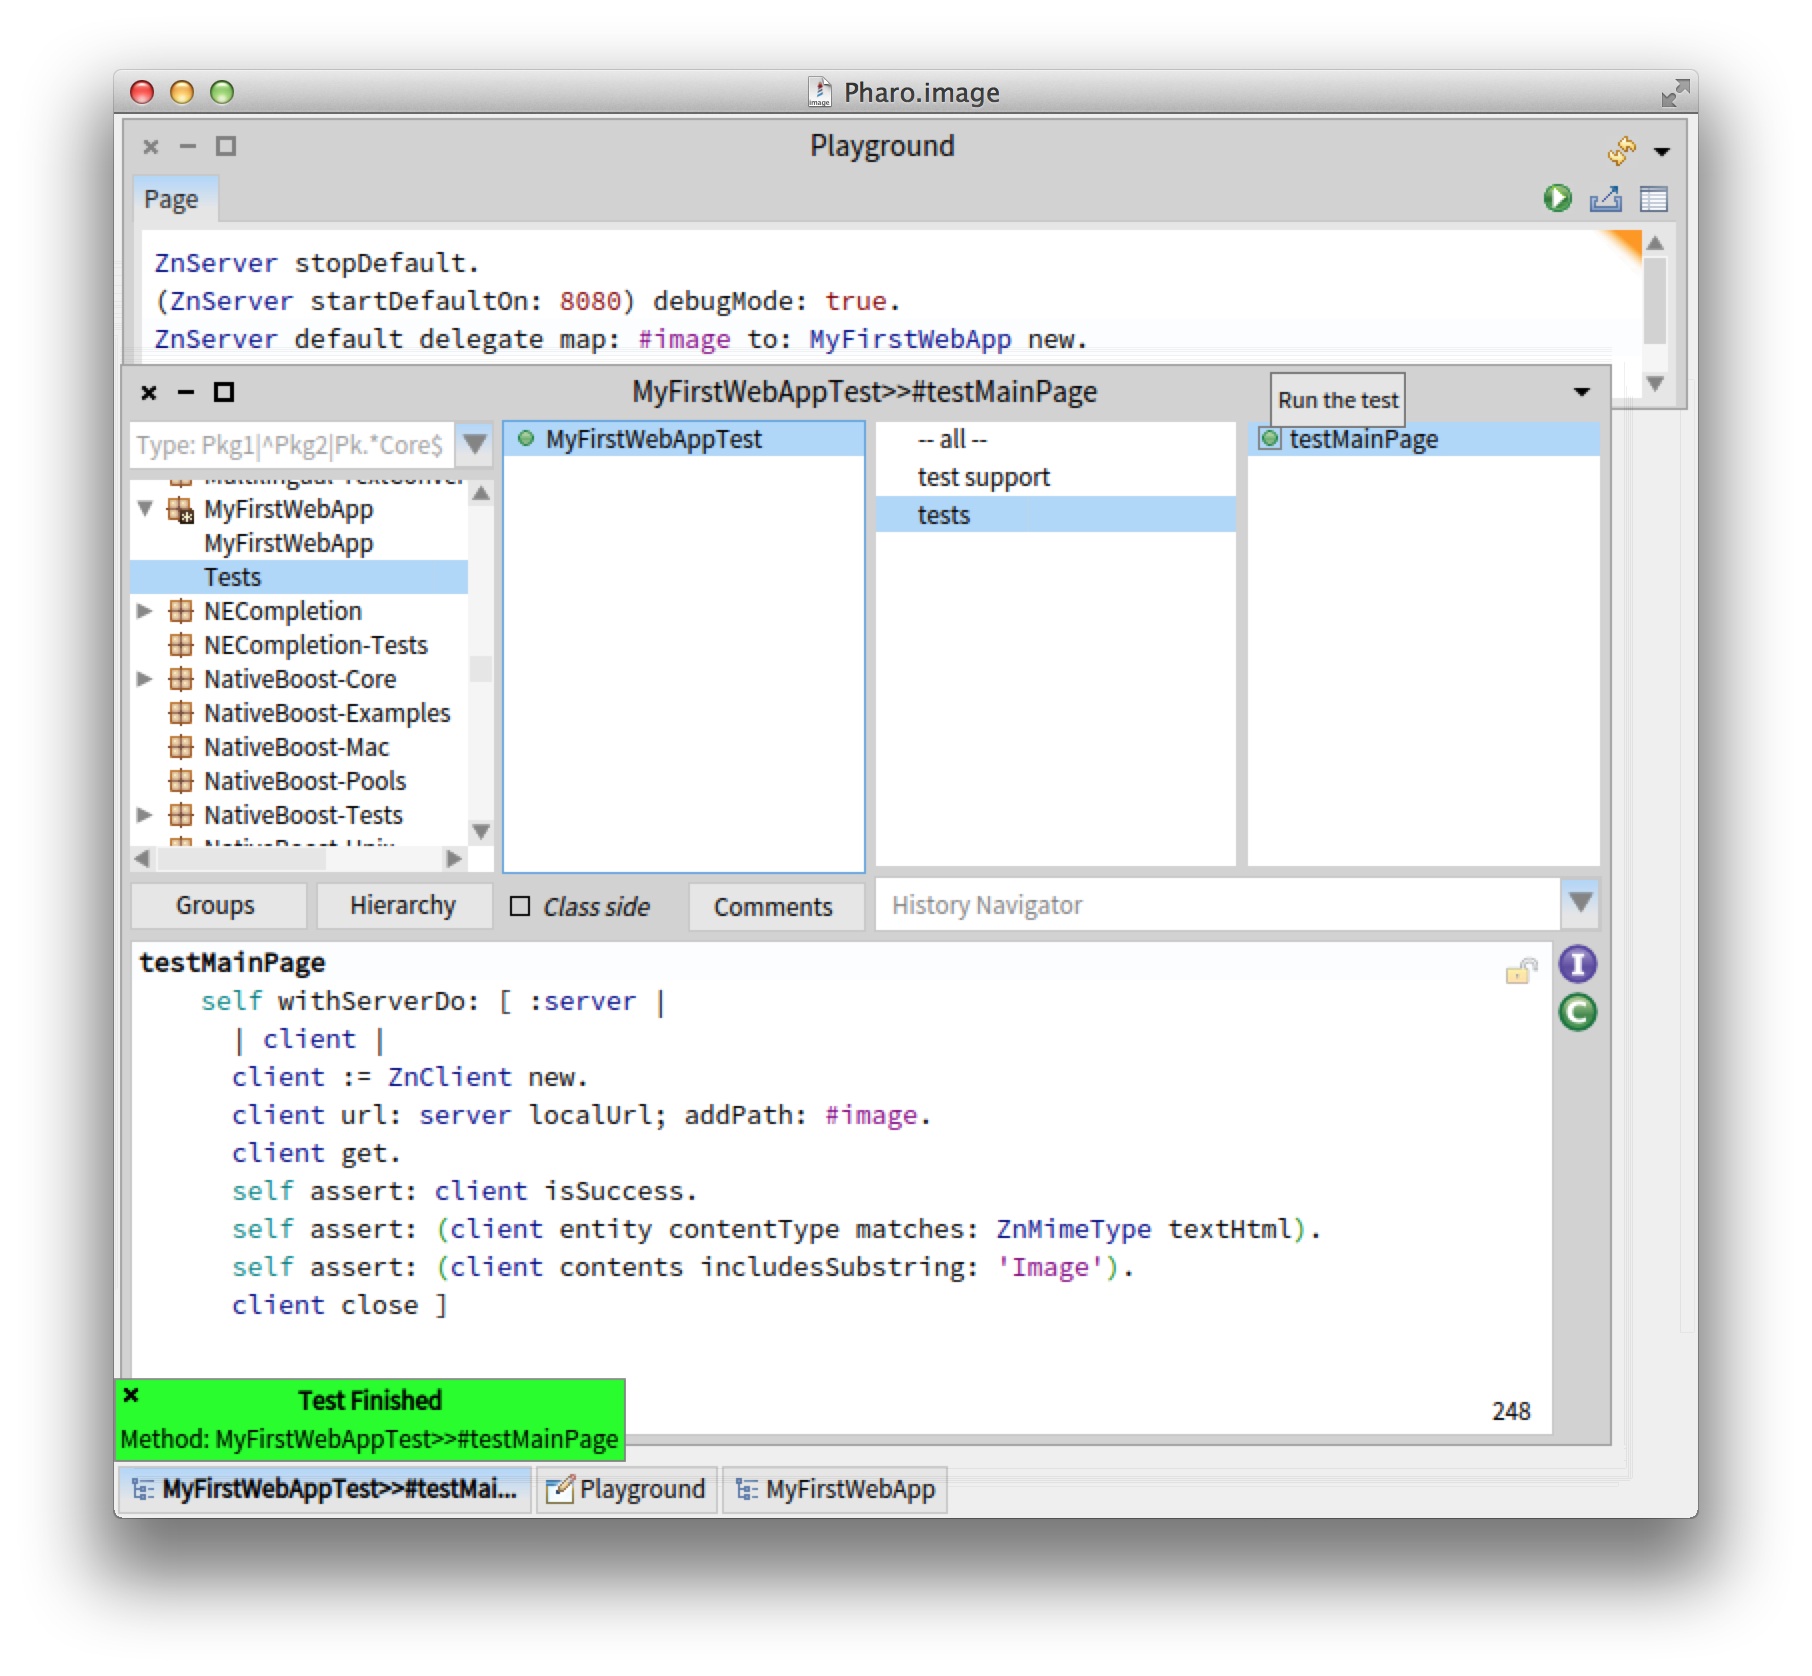 Pharo.image
Playground
Page
ZnServer stopDefault.
(ZnServer startDefaultOn: 8080) debugMode: true.
ZnServer default delegate map: #image to: MyFirstWebApp new.
MyFirstWebAppTest>>#testMainPage
Run the test
Type: Pkg1|^Pkg2|Pk.*Core$
MyFirstWebApp
MyFirstWebApp
Tests
NECompletion
NECompletion-Tests
NativeBoost-Core
NativeBoost-Examples
NativeBoost-Mac
NativeBoost-Pools
NativeBoost-Tests
MyFirstWebAppTest
-- all --
test support
tests
testMainPage
Groups
Hierarchy
Class side
Comments
History Navigator
testMainPage
self withServerDo: [ :server |
| client |
client := ZnClient new.
client url: server localUrl; addPath: #image.
client get.
self assert: client isSuccess.
self assert: (client entity contentType matches: ZnMimeType textHtml).
self assert: (client contents includesSubstring: 'Image').
client close ]
I
C
248
Test Finished
Method: MyFirstWebAppTest>>#testMainPage
MyFirstWebAppTest>>#testMai...
Playground
MyFirstWebApp